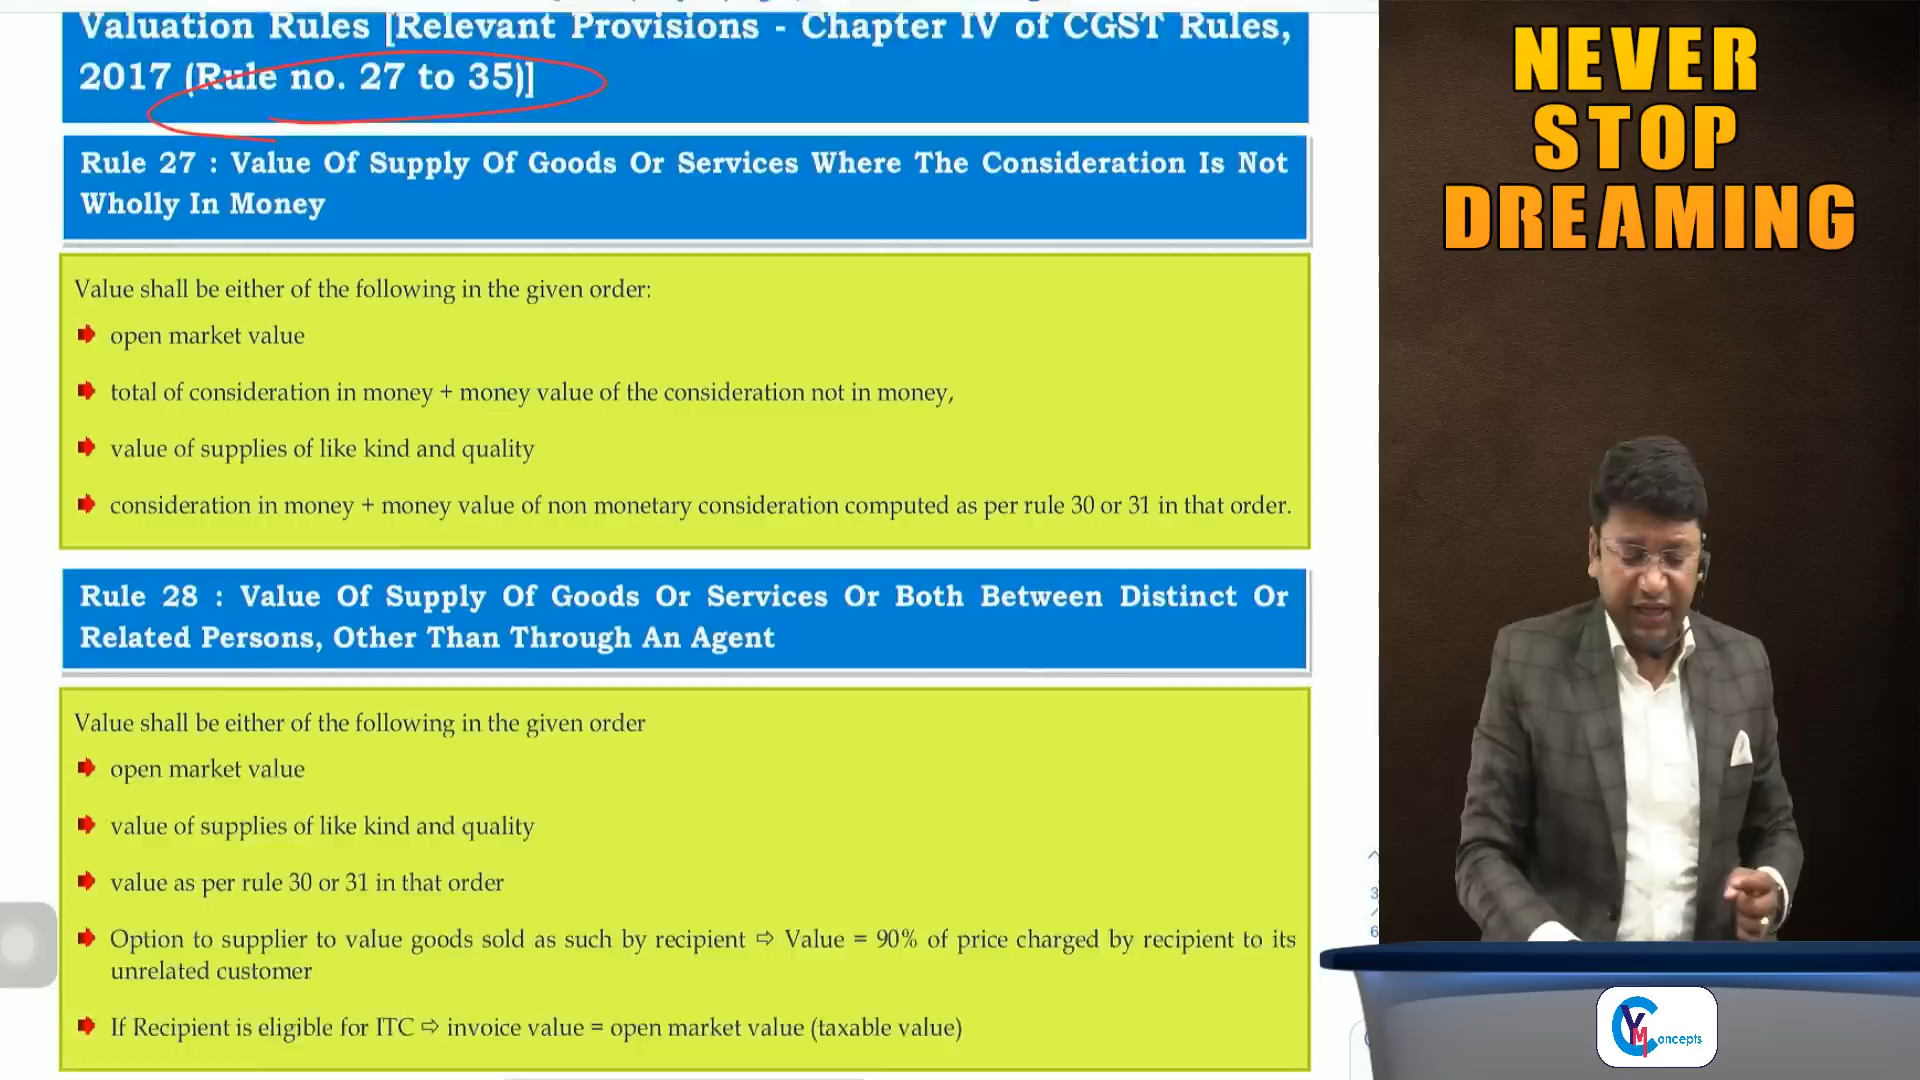 Valuation Rules [Relevant Provisions - Chapter IV of CGST Rules,
2017 (Rule no. 27 to 35)]
Rule 27 : Value Of Supply Of Goods Or Services Where The Consideration Is Not
Wholly In Money
Value shall be either of the following in the given order:
open market value
total of consideration in money + money value of the consideration not in money,
value of supplies of like kind and quality
consideration in money + money value of non monetary consideration computed as per rule 30 or 31 in that order.
Rule 28 : Value Of Supply Of Goods Or Services Or Both Between Distinct Or
Related Persons, Other Than Through An Agent
Value shall be either of the following in the given order
open market value
value of supplies of like kind and quality
value as per rule 30 or 31 in that order
Option to supplier to value goods sold as such by recipient ⇨ Value = 90% of price charged by recipient to its
unrelated customer
If Recipient is eligible for ITC ⇨ invoice value = open market value (taxable value)
NEVER
STOP
DREAMING
3
6
YM Concepts